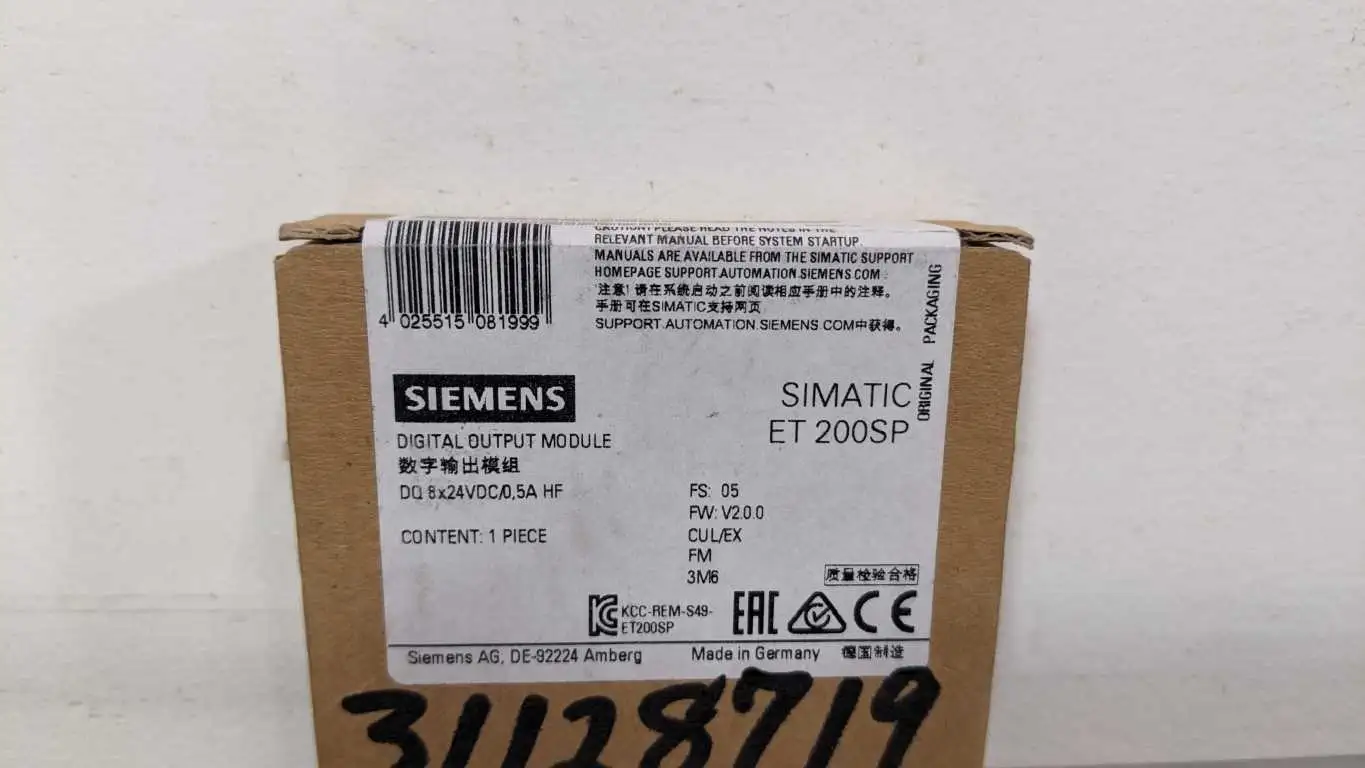 CAUTION! PLEASE READ THE NOTES IN THE
RELEVANT MANUAL BEFORE SYSTEM STARTUP.
MANUALS ARE AVAILABLE FROM THE SIMATIC SUPPORT
HOMEPAGE SUPPORT.AUTOMATION.SIEMENS.COM
注意! 请在系统启动之前阅读相应手册中的注释。
手册可在SIMATIC支持网页
SUPPORT.AUTOMATION.SIEMENS.COM中获得。
4 025515 081999
ORIGINAL PACKAGING
SIEMENS
SIMATIC
ET 200SP
DIGITAL OUTPUT MODULE
数字输出模组
DQ 8x24VDC/0,5A HF
CONTENT: 1 PIECE
FS: 05
FW: V2.0.0
CUL/EX
FM
3M6
质量检验合格
KCC-REM-S49-
ET200SP
EAC
CE
Siemens AG, DE-92224 Amberg
Made in Germany 德国制造
31128719